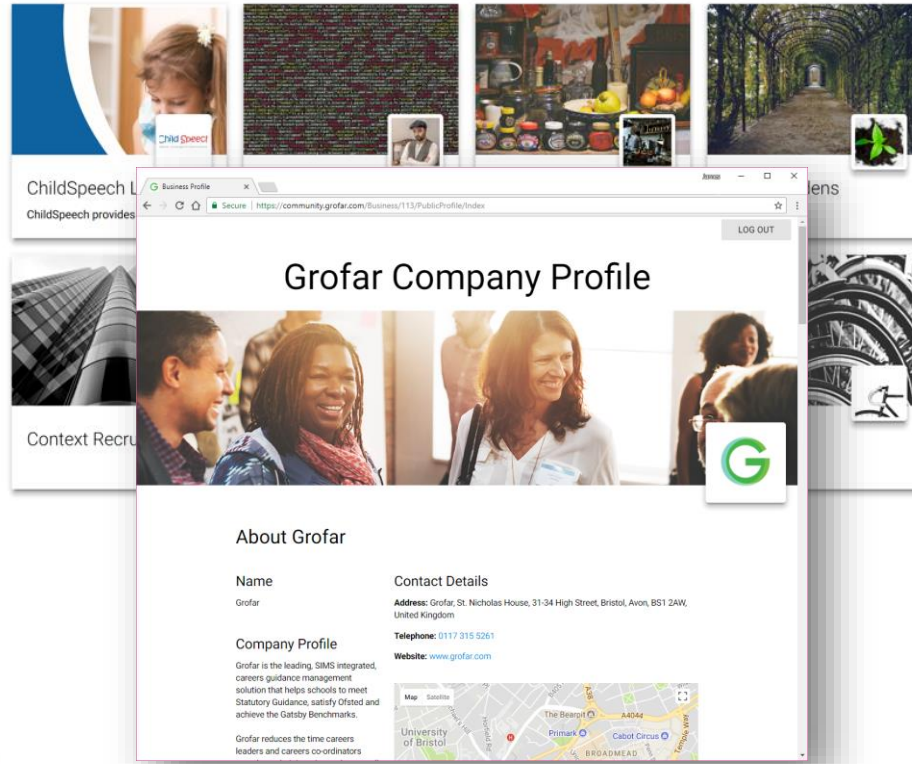 Child Speech
ChildSpeech L
ChildSpeech provides
lens
Context Recru
Business Profile
Secure | https://community.grofar.com/Business/113/PublicProfile/Index
LOG OUT
Grofar Company Profile
G
About Grofar
Name
Grofar
Company Profile
Grofar is the leading, SIMS integrated,
careers guidance management
solution that helps schools to meet
Statutory Guidance, satisfy Ofsted and
achieve the Gatsby Benchmarks.
Grofar reduces the time careers
leaders and careers co-ordinators
Contact Details
Address: Grofar, St. Nicholas House, 31-34 High Street, Bristol, Avon, BS1 2AW,
United Kingdom
Telephone: 0117 315 5261
Website: www.grofar.com
Map Satellite
The Bearpit
A4044
University
of Bristol
Primark
Cabot Circus
BROADMEAD
Temple Way